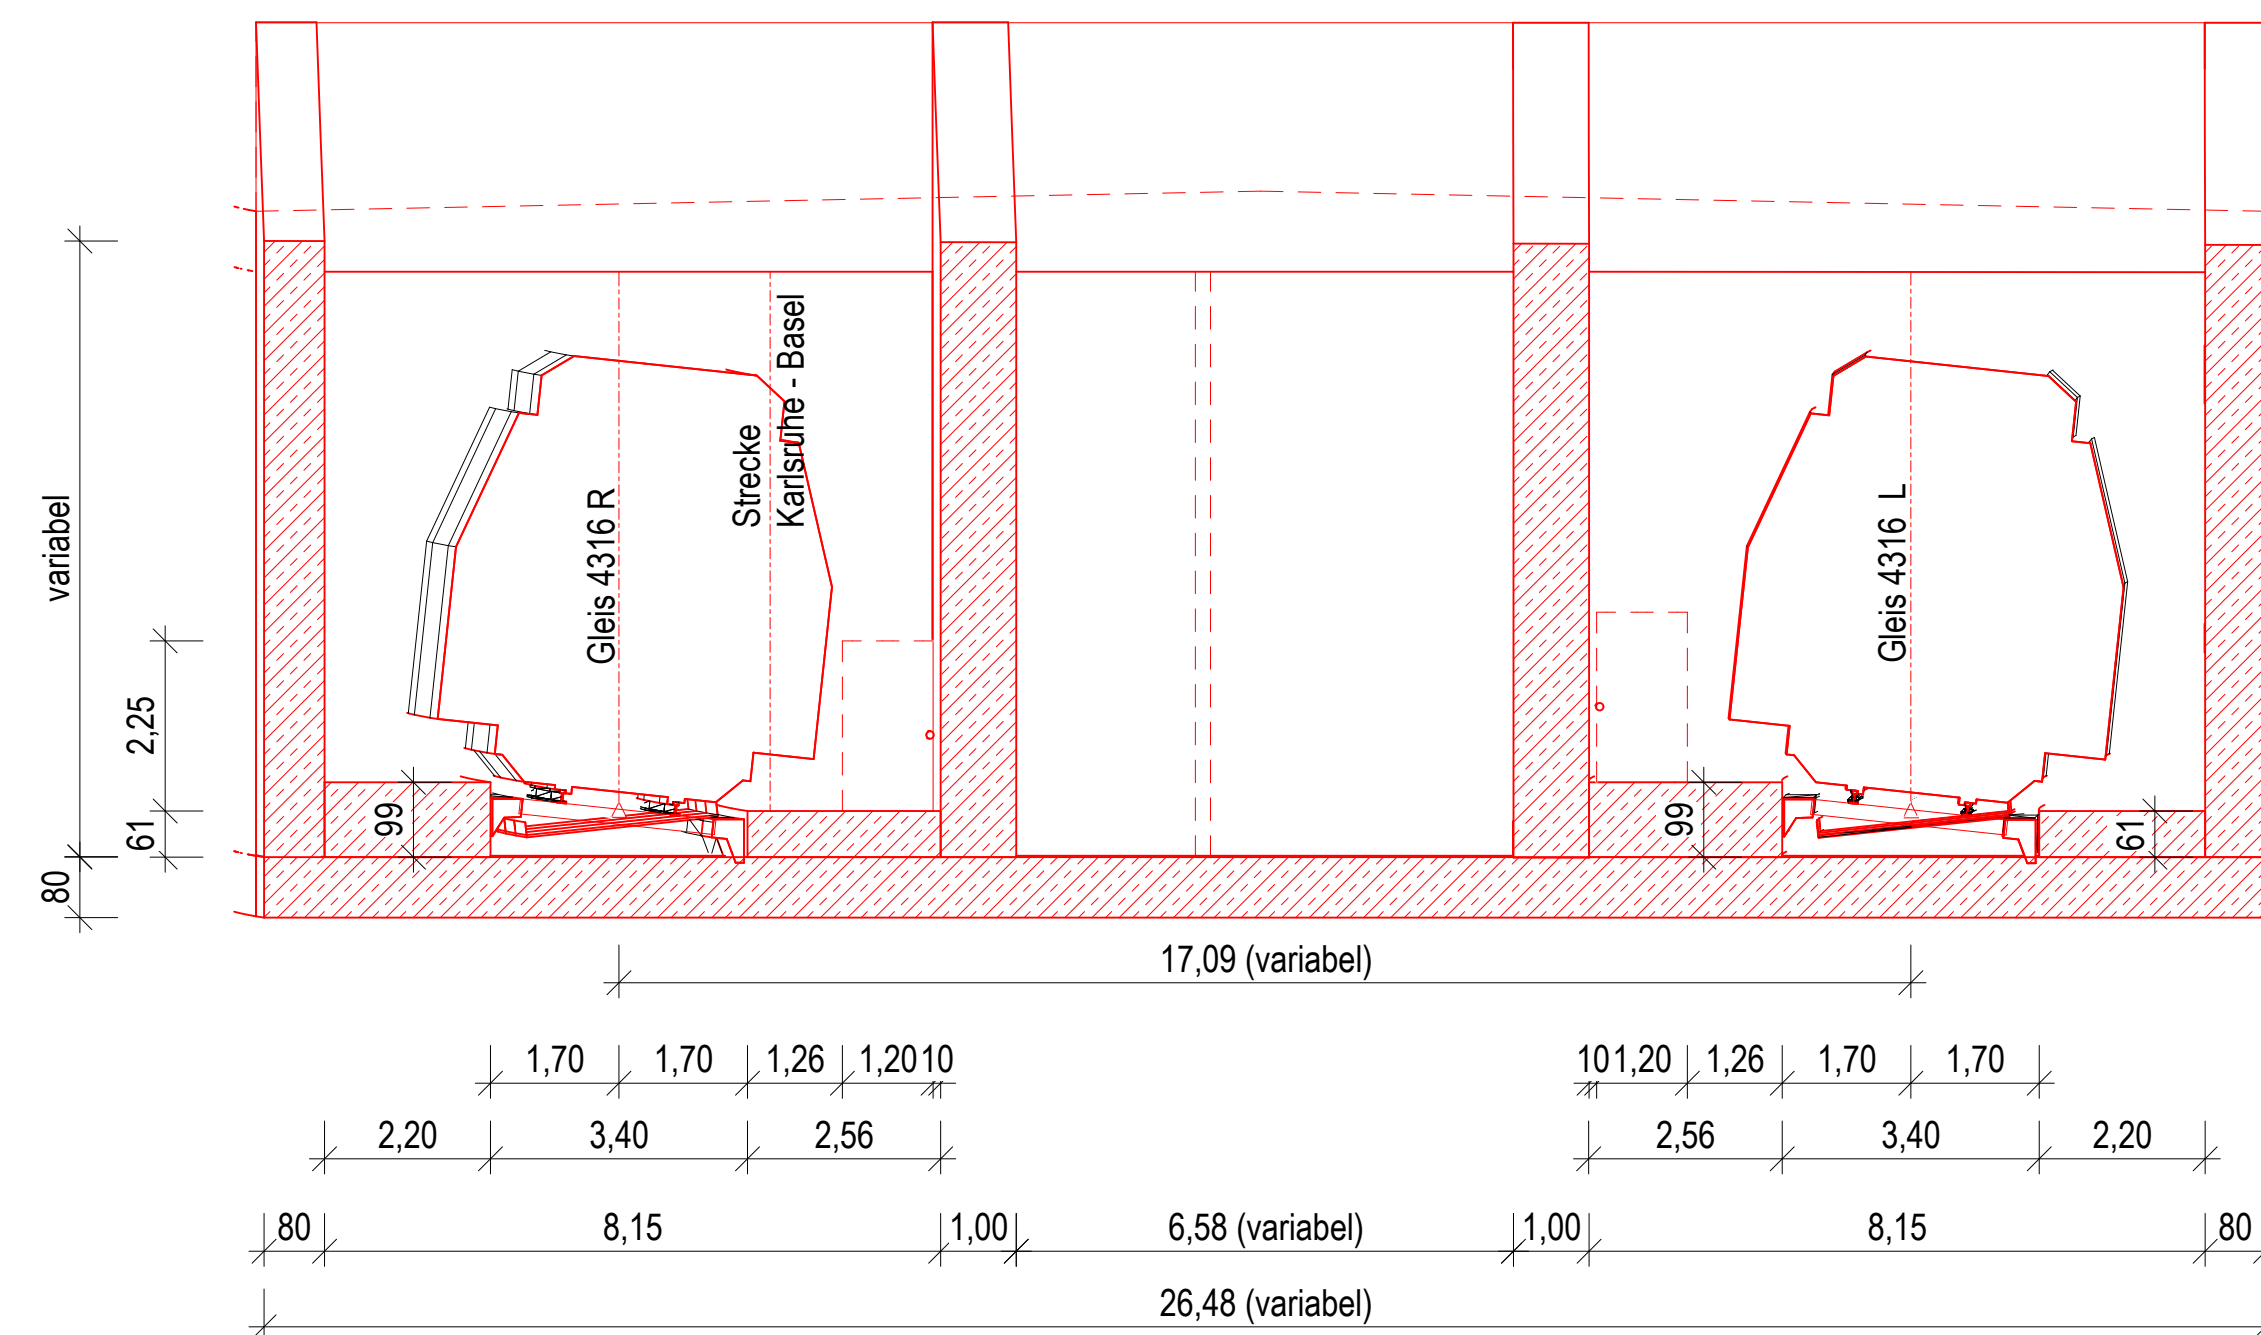 Strecke
Karlsruhe - Basel
Gleis 4316 R
Gleis 4316 L
variabel
2,25
61
80
99
99
61
17,09 (variabel)
1,70 1,70 1,26 1,20 10
10 1,20 1,26 1,70 1,70
2,20 3,40 2,56
2,56 3,40 2,20
80 8,15 1,00 6,58 (variabel) 1,00 8,15 80
26,48 (variabel)